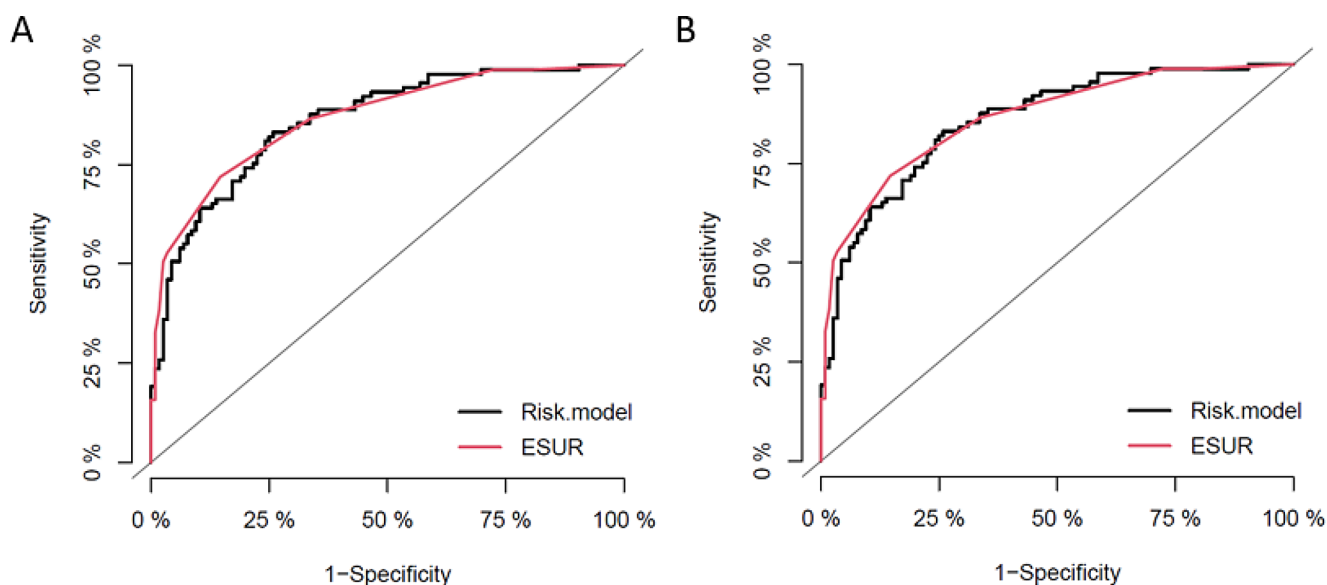 A
Sensitivity
100 %
75 %
50 %
25 %
0 %
Risk.model
ESUR
0 %
25 %
50 %
75 %
100 %
1−Specificity
B
Sensitivity
100 %
75 %
50 %
25 %
0 %
Risk.model
ESUR
0 %
25 %
50 %
75 %
100 %
1−Specificity